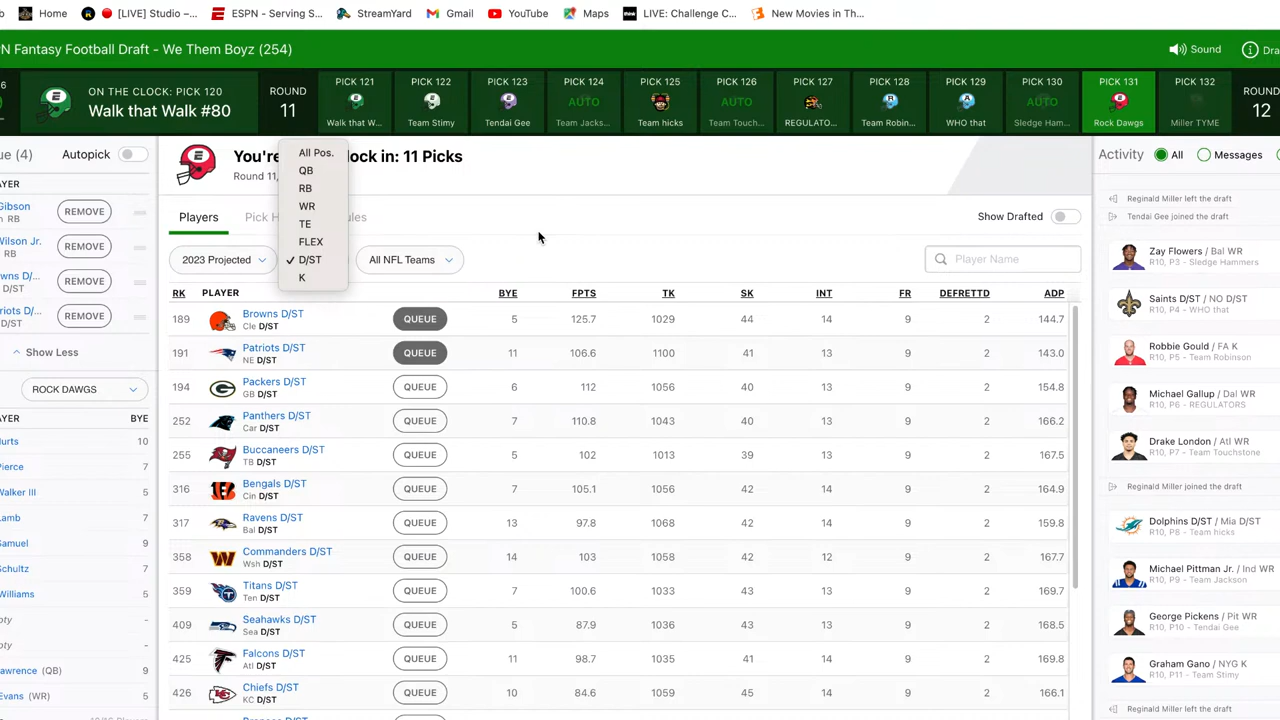 Home
[LIVE] Studio –...
ESPN - Serving S...
StreamYard
Gmail
YouTube
Maps
LIVE: Challenge C...
New Movies in Th...
N Fantasy Football Draft - We Them Boyz (254)
Sound
Dra
6
ON THE CLOCK: PICK 120
Walk that Walk #80
ROUND
11
PICK 121
Walk that W...
PICK 122
Team Stimy
PICK 123
Tendai Gee
PICK 124
AUTO
Team Jacks...
PICK 125
Team hicks
PICK 126
AUTO
Team Touch...
PICK 127
REGULATO...
PICK 128
Team Robin...
PICK 129
WHO that
PICK 130
AUTO
Sledge Ham...
PICK 131
Rock Dawgs
PICK 132
Miller TYME
ROUND
12
ue (4)
Autopick
AYER
Gibson
RB
REMOVE
Wilson Jr.
RB
REMOVE
wns D/...
D/ST
REMOVE
riots D/...
D/ST
REMOVE
Show Less
ROCK DAWGS
AYER
BYE
Hurts
10
Pierce
7
Walker III
5
Lamb
7
Samuel
9
Schultz
7
Williams
5
pty
-
pty
-
awrence (QB)
9
Evans (WR)
5
You're
lock in: 11 Picks
Round 11,
Players
Pick H
ules
Show Drafted
2023 Projected
All Pos.
QB
RB
WR
TE
FLEX
✓ D/ST
K
All NFL Teams
Player Name
RK PLAYER BYE FPTS TK SK INT FR DEFRETTD ADP
189 Browns D/ST Cle D/ST QUEUE 5 125.7 1029 44 14 9 2 144.7
191 Patriots D/ST NE D/ST QUEUE 11 106.6 1100 41 13 9 2 143.0
194 Packers D/ST GB D/ST QUEUE 6 112 1056 40 13 9 2 154.8
252 Panthers D/ST Car D/ST QUEUE 7 110.8 1043 40 13 9 2 166.2
255 Buccaneers D/ST TB D/ST QUEUE 5 102 1013 39 13 9 2 167.5
316 Bengals D/ST Cin D/ST QUEUE 7 105.1 1056 42 14 9 2 164.9
317 Ravens D/ST Bal D/ST QUEUE 13 97.8 1068 42 14 9 2 159.8
358 Commanders D/ST Wsh D/ST QUEUE 14 103 1058 42 12 9 2 167.7
359 Titans D/ST Ten D/ST QUEUE 7 100.6 1033 43 13 9 2 169.7
409 Seahawks D/ST Sea D/ST QUEUE 5 87.9 1036 43 13 9 2 168.5
425 Falcons D/ST Atl D/ST QUEUE 11 98.7 1035 41 14 9 2 169.8
426 Chiefs D/ST KC D/ST QUEUE 10 84.6 1059 45 14 9 2 166.1
Activity
All
Messages
Reginald Miller left the draft
Tendai Gee joined the draft
Zay Flowers / Bal WR
R10, P3 - Sledge Hammers
Saints D/ST / NO D/ST
R10, P4 - WHO that
Robbie Gould / FA K
R10, P5 - Team Robinson
Michael Gallup / Dal WR
R10, P6 - REGULATORS
Drake London / Atl WR
R10, P7 - Team Touchstone
Reginald Miller joined the draft
Dolphins D/ST / Mia D/ST
R10, P8 - Team hicks
Michael Pittman Jr. / Ind WR
R10, P9 - Team Jackson
George Pickens / Pit WR
R10, P10 - Tendai Gee
Graham Gano / NYG K
R10, P11 - Team Stimy
Reginald Miller left the draft